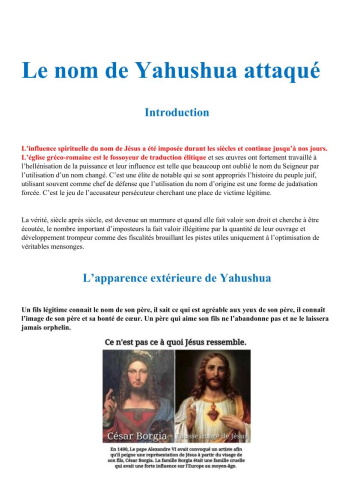 Le nom de Yahushua attaqué
Introduction
L’influence spirituelle du nom de Jésus a été imposée durant les siècles et continue jusqu’à nos jours.
L’église gréco-romaine est le fossoyeur de traduction élitique et ses œuvres ont fortement travaillé à
l’hellénisation de la puissance et leur influence est telle que beaucoup ont oublié le nom du Seigneur par
l’utilisation d’un nom changé. C’est une élite de notable qui se sont appropriés l’histoire du peuple juif,
utilisant souvent comme chef de défense que l’utilisation du nom d’origine est une forme de judaïsation
forcée. C’est le jeu de l’accusateur persécuteur cherchant une place de victime légitime.
La vérité, siècle après siècle, est devenue un murmure et quand elle fait valoir son droit et cherche à être
écoutée, le nombre important d’imposteurs la fait valoir illégitime par la quantité de leur ouvrage et
développement trompeur comme des fiscalités brouillant les pistes utiles uniquement à l’optimisation de
véritables mensonges.
L’apparence extérieure de Yahushua
Un fils légitime connait le nom de son père, il sait ce qui est agréable aux yeux de son père, il connaît
l’image de son père et sa bonté de cœur. Un père qui aime son fils ne l’abandonne pas et ne le laissera
jamais orphelin.
Ce n'est pas ce à quoi Jésus ressemble.
César Borgia - Fausse image de Jésus
En 1490, Le pape Alexandre VI avait convoqué un artiste afin
qu'il peigne une représentation de Jésus à partir du visage de
son fils, César Borgia. La famille Borgia était une famille cruelle
qui avait une forte influence sur l'Europe au moyen-âge.